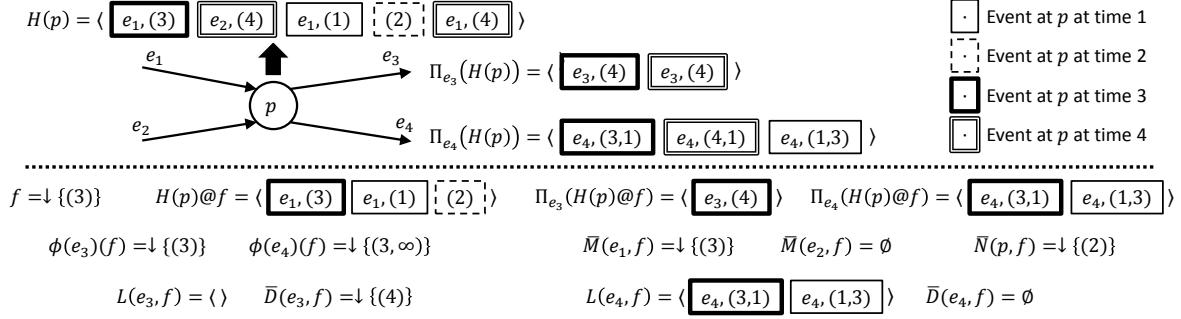 H(p) = ⟨ e₁, (3) e₂, (4) e₁, (1) (2) e₁, (4) ⟩
· Event at p at time 1
· Event at p at time 2
· Event at p at time 3
· Event at p at time 4
e₁ e₃ Π_{e₃}(H(p)) = ⟨ e₃, (4) e₃, (4) ⟩
p
e₂ e₄ Π_{e₄}(H(p)) = ⟨ e₄, (3,1) e₄, (4,1) e₄, (1,3) ⟩
f =↓ {(3)} H(p)@f = ⟨ e₁, (3) e₁, (1) (2) ⟩ Π_{e₃}(H(p)@f) = ⟨ e₃, (4) ⟩ Π_{e₄}(H(p)@f) = ⟨ e₄, (3,1) e₄, (1,3) ⟩
ϕ(e₃)(f) =↓ {(3)} ϕ(e₄)(f) =↓ {(3, ∞)} M̅(e₁, f) =↓ {(3)} M̅(e₂, f) = ∅ N̅(p, f) =↓ {(2)}
L(e₃, f) = ⟨ ⟩ D̅(e₃, f) =↓ {(4)} L(e₄, f) = ⟨ e₄, (3,1) e₄, (1,3) ⟩ D̅(e₄, f) = ∅